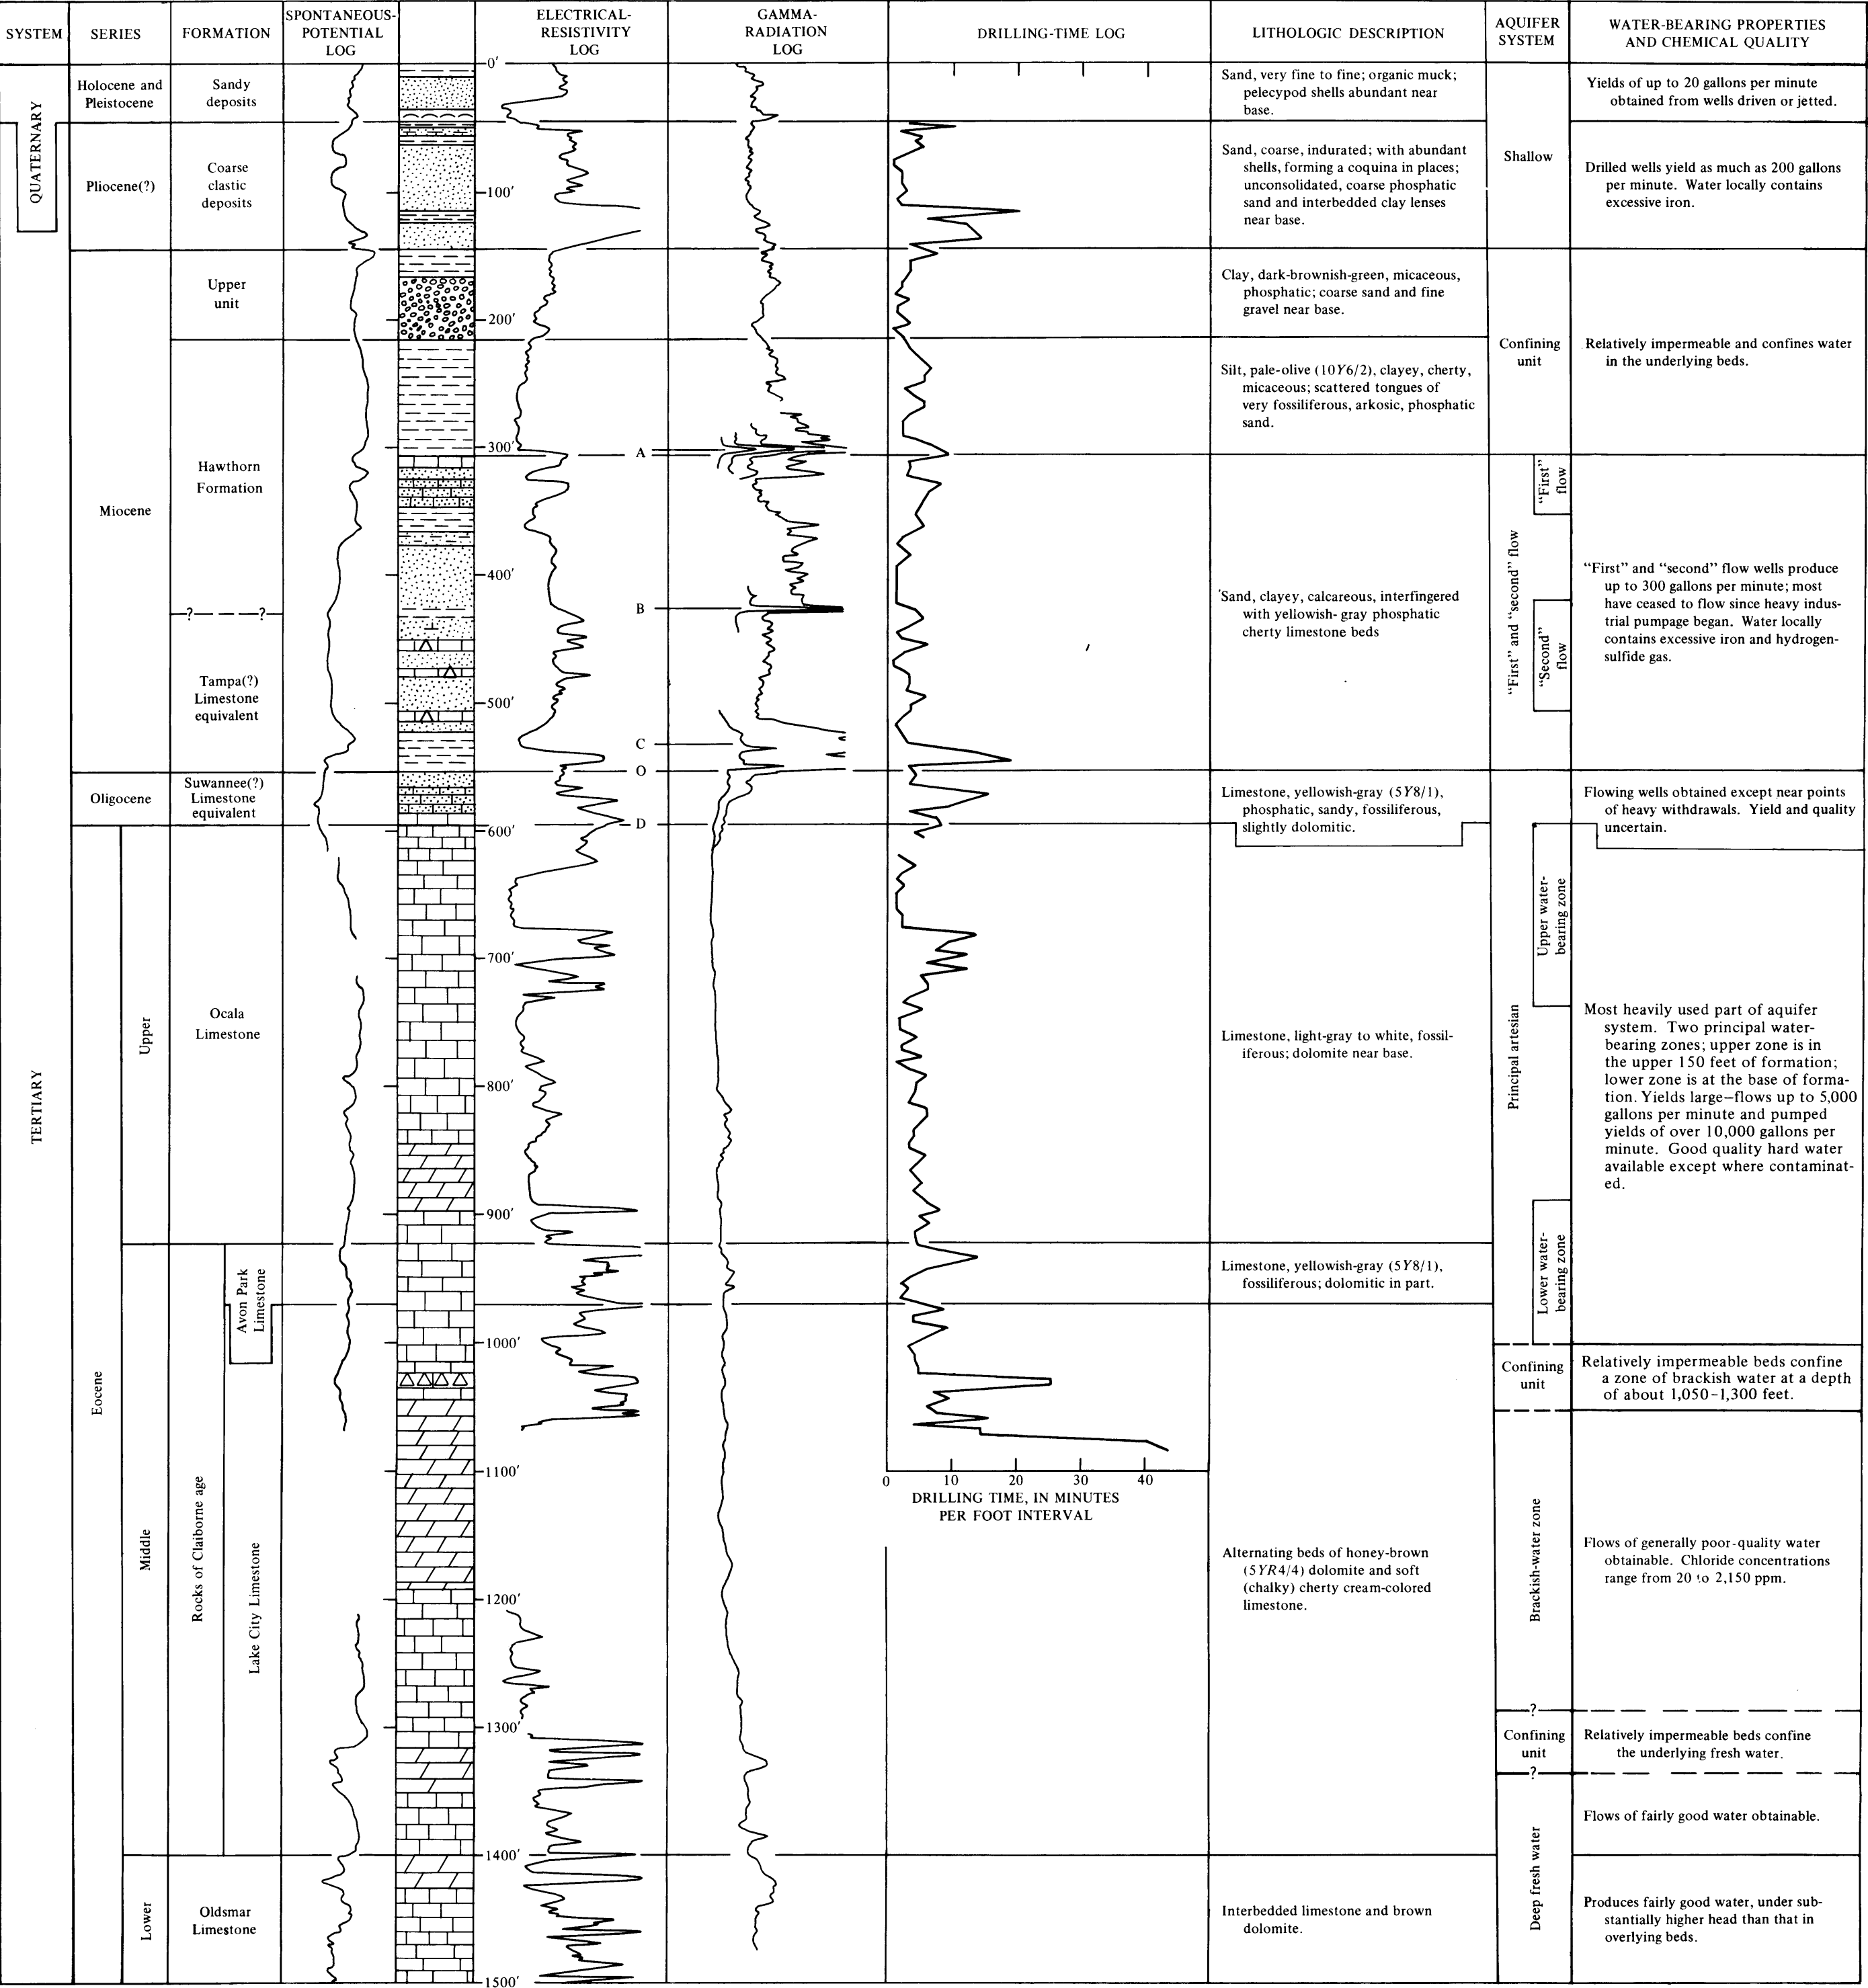 SYSTEM
SERIES
FORMATION
SPONTANEOUS-
POTENTIAL
LOG
ELECTRICAL-
RESISTIVITY
LOG
GAMMA-
RADIATION
LOG
DRILLING-TIME LOG
LITHOLOGIC DESCRIPTION
AQUIFER
SYSTEM
WATER-BEARING PROPERTIES
AND CHEMICAL QUALITY
QUATERNARY
TERTIARY
Holocene and
Pleistocene
Pliocene(?)
Miocene
Oligocene
Eocene
Upper
Middle
Lower
Sandy
deposits
Coarse
clastic
deposits
Upper
unit
Hawthorn
Formation
? — — ?
Tampa(?)
Limestone
equivalent
Suwannee(?)
Limestone
equivalent
Ocala
Limestone
Rocks of Claiborne age
Avon Park
Limestone
Lake City Limestone
Oldsmar
Limestone
0'
100'
200'
300'
400'
500'
600'
700'
800'
900'
1000'
1100'
1200'
1300'
1400'
1500'
A
B
C
O
D
0 10 20 30 40
DRILLING TIME, IN MINUTES
PER FOOT INTERVAL
Sand, very fine to fine; organic muck;
pelecypod shells abundant near
base.
Sand, coarse, indurated; with abundant
shells, forming a coquina in places;
unconsolidated, coarse phosphatic
sand and interbedded clay lenses
near base.
Clay, dark-brownish-green, micaceous,
phosphatic; coarse sand and fine
gravel near base.
Silt, pale-olive (10Y6/2), clayey, cherty,
micaceous; scattered tongues of
very fossiliferous, arkosic, phosphatic
sand.
Sand, clayey, calcareous, interfingered
with yellowish-gray phosphatic
cherty limestone beds
Limestone, yellowish-gray (5Y8/1),
phosphatic, sandy, fossiliferous,
slightly dolomitic.
Limestone, light-gray to white, fossil-
iferous; dolomite near base.
Limestone, yellowish-gray (5Y8/1),
fossiliferous; dolomitic in part.
Alternating beds of honey-brown
(5YR4/4) dolomite and soft
(chalky) cherty cream-colored
limestone.
Interbedded limestone and brown
dolomite.
Shallow
Confining
unit
"First" and "second" flow
"First"
flow
"Second"
flow
Principal artesian
Upper water-
bearing zone
Lower water-
bearing zone
Confining
unit
Brackish-water zone
?
Confining
unit
?
Deep fresh water
Yields of up to 20 gallons per minute
obtained from wells driven or jetted.
Drilled wells yield as much as 200 gallons
per minute. Water locally contains
excessive iron.
Relatively impermeable and confines water
in the underlying beds.
"First" and "second" flow wells produce
up to 300 gallons per minute; most
have ceased to flow since heavy indus-
trial pumpage began. Water locally
contains excessive iron and hydrogen-
sulfide gas.
Flowing wells obtained except near points
of heavy withdrawals. Yield and quality
uncertain.
Most heavily used part of aquifer
system. Two principal water-
bearing zones; upper zone is in
the upper 150 feet of formation;
lower zone is at the base of forma-
tion. Yields large—flows up to 5,000
gallons per minute and pumped
yields of over 10,000 gallons per
minute. Good quality hard water
available except where contaminat-
ed.
Relatively impermeable beds confine
a zone of brackish water at a depth
of about 1,050–1,300 feet.
Flows of generally poor-quality water
obtainable. Chloride concentrations
range from 20 to 2,150 ppm.
Relatively impermeable beds confine
the underlying fresh water.
Flows of fairly good water obtainable.
Produces fairly good water, under sub-
stantially higher head than that in
overlying beds.